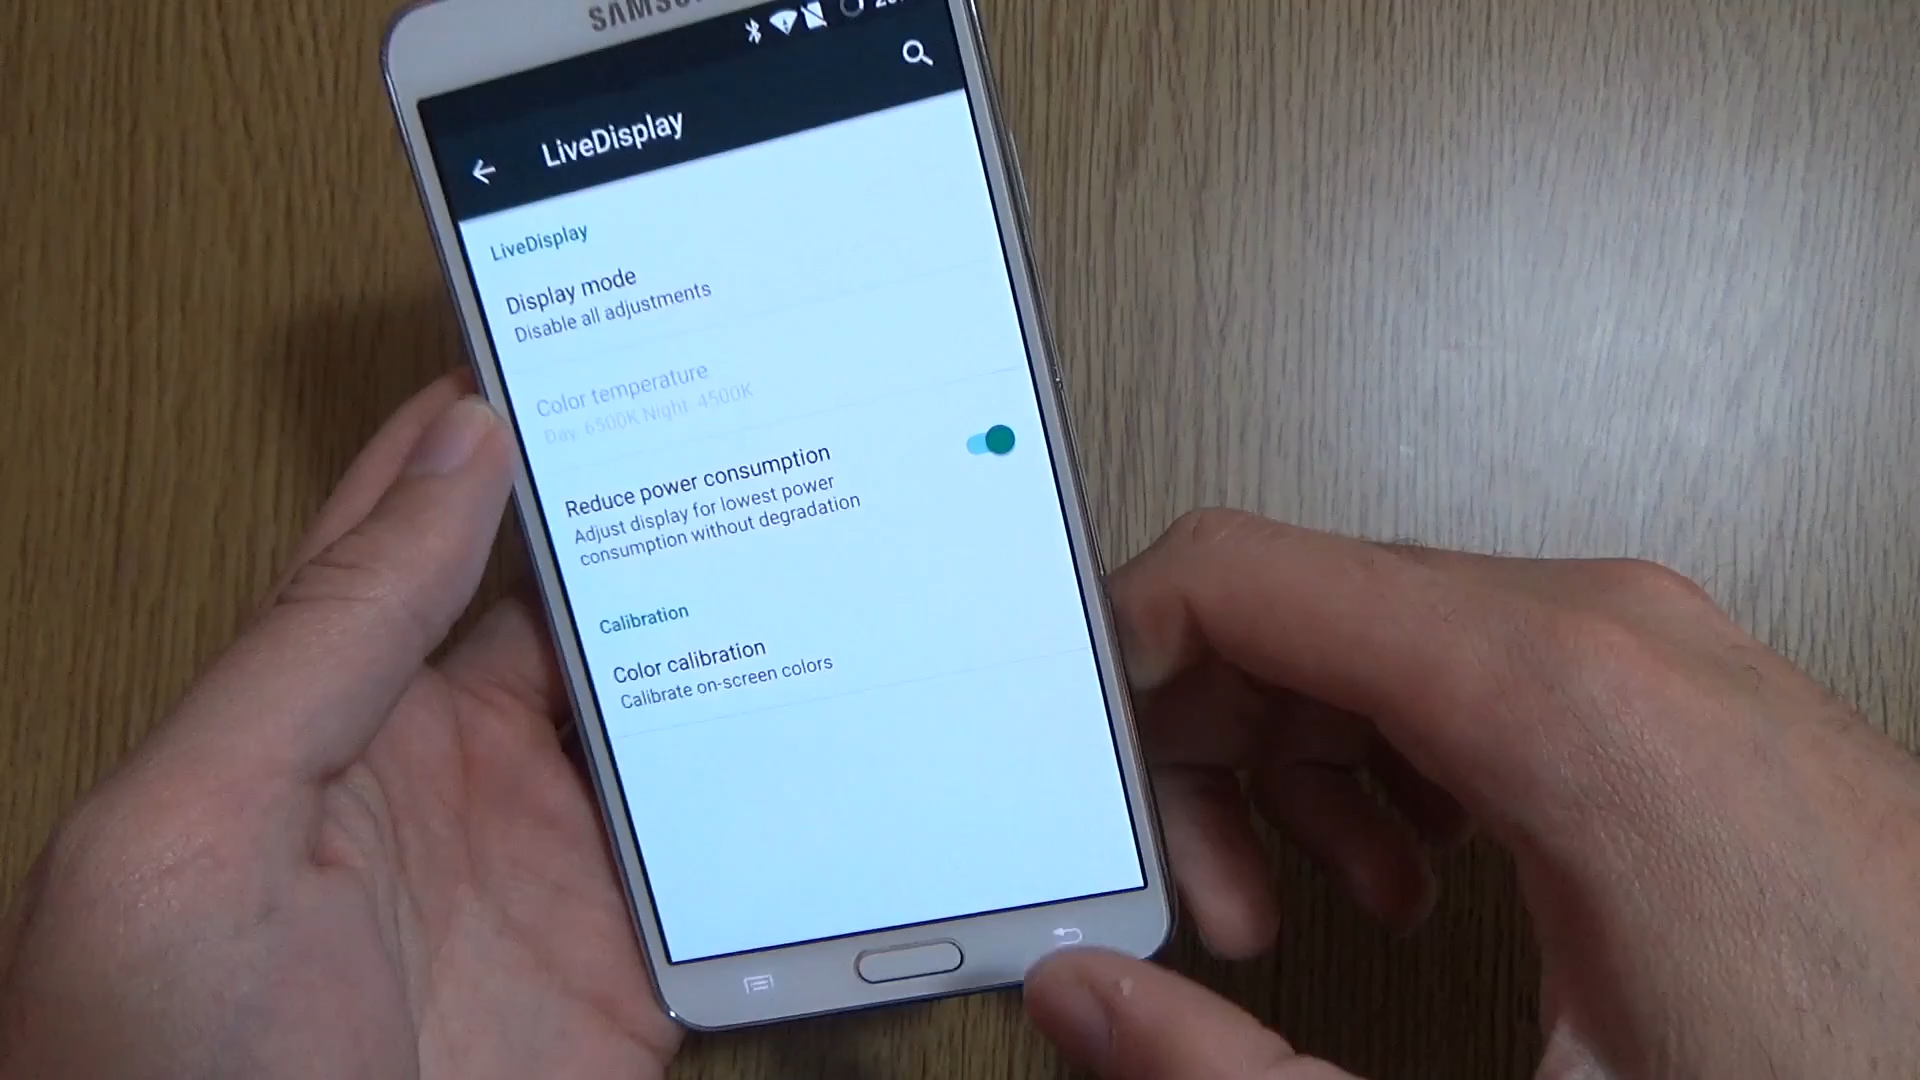 LiveDisplay
LiveDisplay
Display mode
Disable all adjustments
Color temperature
Day: 6500K Night: 4500K
Reduce power consumption
Adjust display for lowest power
consumption without degradation
Calibration
Color calibration
Calibrate on-screen colors